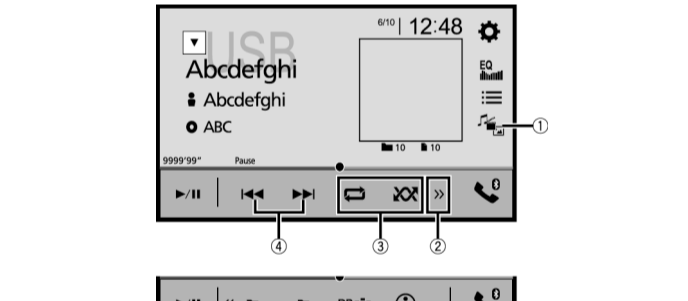 6/10 12:48
USB
Abcdefghi
EQ
Abcdefghi
ABC
10 10
9999'99" Pause
①
④ ③ ②